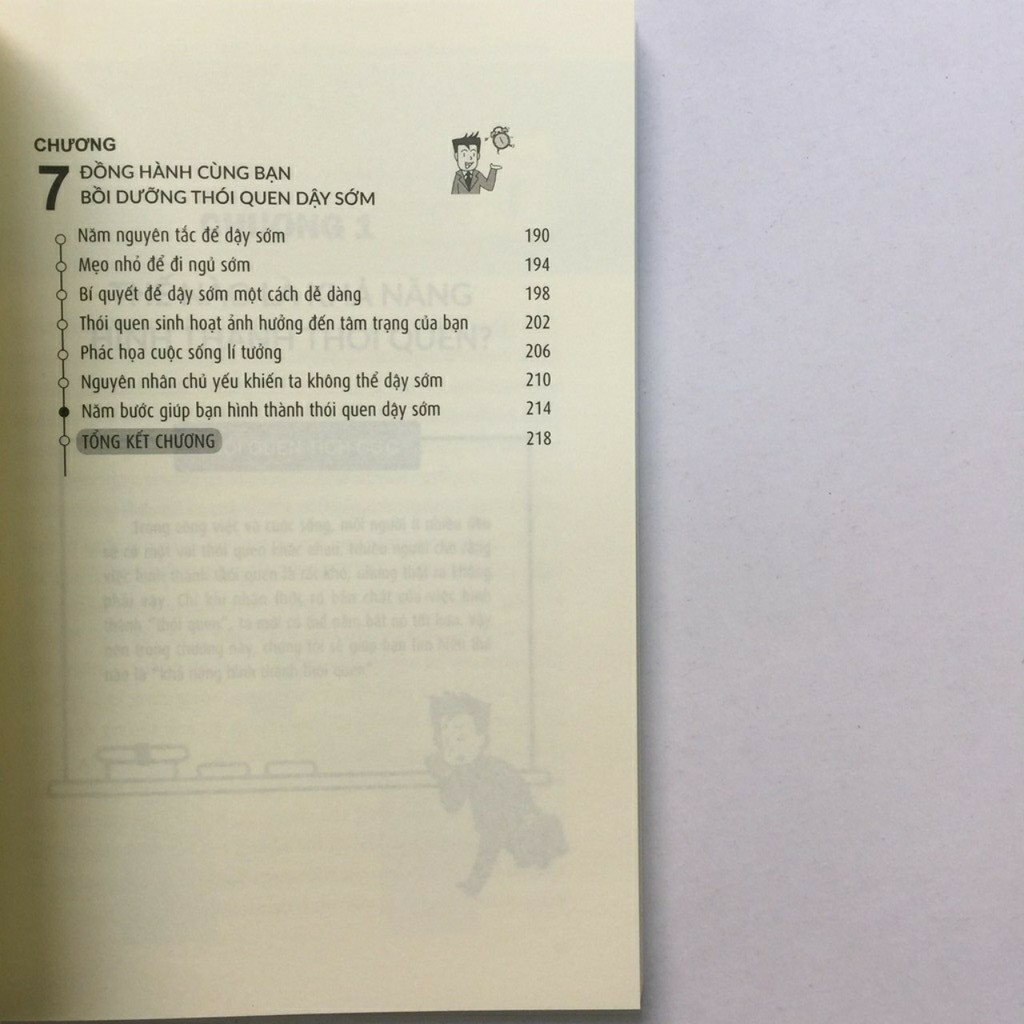 CHƯƠNG
7 ĐỒNG HÀNH CÙNG BẠN
BỒI DƯỠNG THÓI QUEN DẬY SỚM
Năm nguyên tắc để dậy sớm 190
Mẹo nhỏ để đi ngủ sớm 194
Bí quyết để dậy sớm một cách dễ dàng 198
Thói quen sinh hoạt ảnh hưởng đến tâm trạng của bạn 202
Phác họa cuộc sống lí tưởng 206
Nguyên nhân chủ yếu khiến ta không thể dậy sớm 210
Năm bước giúp bạn hình thành thói quen dậy sớm 214
TỔNG KẾT CHƯƠNG 218